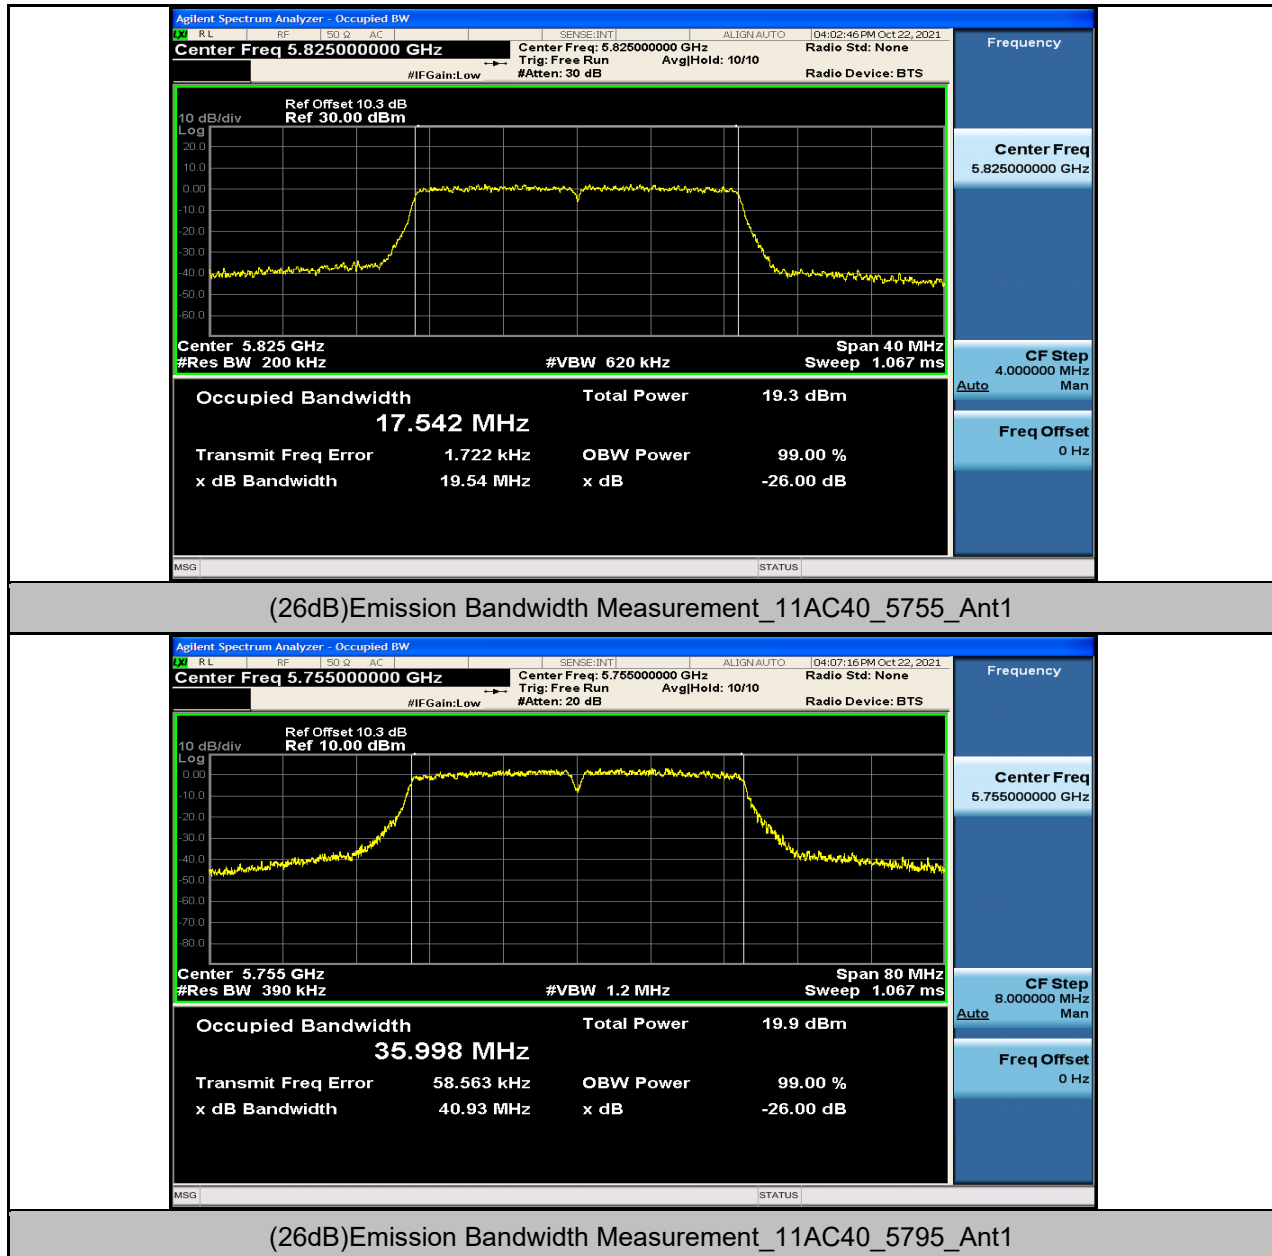 Agilent Spectrum Analyzer - Occupied BW
LXI RL RF 50 Ω AC SENSE:INT ALIGN AUTO 04:02:46 PM Oct 22, 2021
Center Freq 5.825000000 GHz Center Freq: 5.825000000 GHz Radio Std: None
Trig: Free Run Avg|Hold: 10/10
#IFGain:Low #Atten: 30 dB Radio Device: BTS
Frequency
Ref Offset 10.3 dB
10 dB/div Ref 30.00 dBm
Log
20.0
10.0
0.00
-10.0
-20.0
-30.0
-40.0
-50.0
-60.0
Center 5.825 GHz Span 40 MHz
#Res BW 200 kHz #VBW 620 kHz Sweep 1.067 ms
Center Freq
5.825000000 GHz
CF Step
4.000000 MHz
Auto Man
Freq Offset
0 Hz
Occupied Bandwidth Total Power 19.3 dBm
17.542 MHz
Transmit Freq Error 1.722 kHz OBW Power 99.00 %
x dB Bandwidth 19.54 MHz x dB -26.00 dB
MSG STATUS
(26dB)Emission Bandwidth Measurement_11AC40_5755_Ant1
Agilent Spectrum Analyzer - Occupied BW
LXI RL RF 50 Ω AC SENSE:INT ALIGN AUTO 04:07:16 PM Oct 22, 2021
Center Freq 5.755000000 GHz Center Freq: 5.755000000 GHz Radio Std: None
Trig: Free Run Avg|Hold: 10/10
#IFGain:Low #Atten: 20 dB Radio Device: BTS
Frequency
Ref Offset 10.3 dB
10 dB/div Ref 10.00 dBm
Log
0.00
-10.0
-20.0
-30.0
-40.0
-50.0
-60.0
-70.0
-80.0
Center 5.755 GHz Span 80 MHz
#Res BW 390 kHz #VBW 1.2 MHz Sweep 1.067 ms
Center Freq
5.755000000 GHz
CF Step
8.000000 MHz
Auto Man
Freq Offset
0 Hz
Occupied Bandwidth Total Power 19.9 dBm
35.998 MHz
Transmit Freq Error 58.563 kHz OBW Power 99.00 %
x dB Bandwidth 40.93 MHz x dB -26.00 dB
MSG STATUS
(26dB)Emission Bandwidth Measurement_11AC40_5795_Ant1